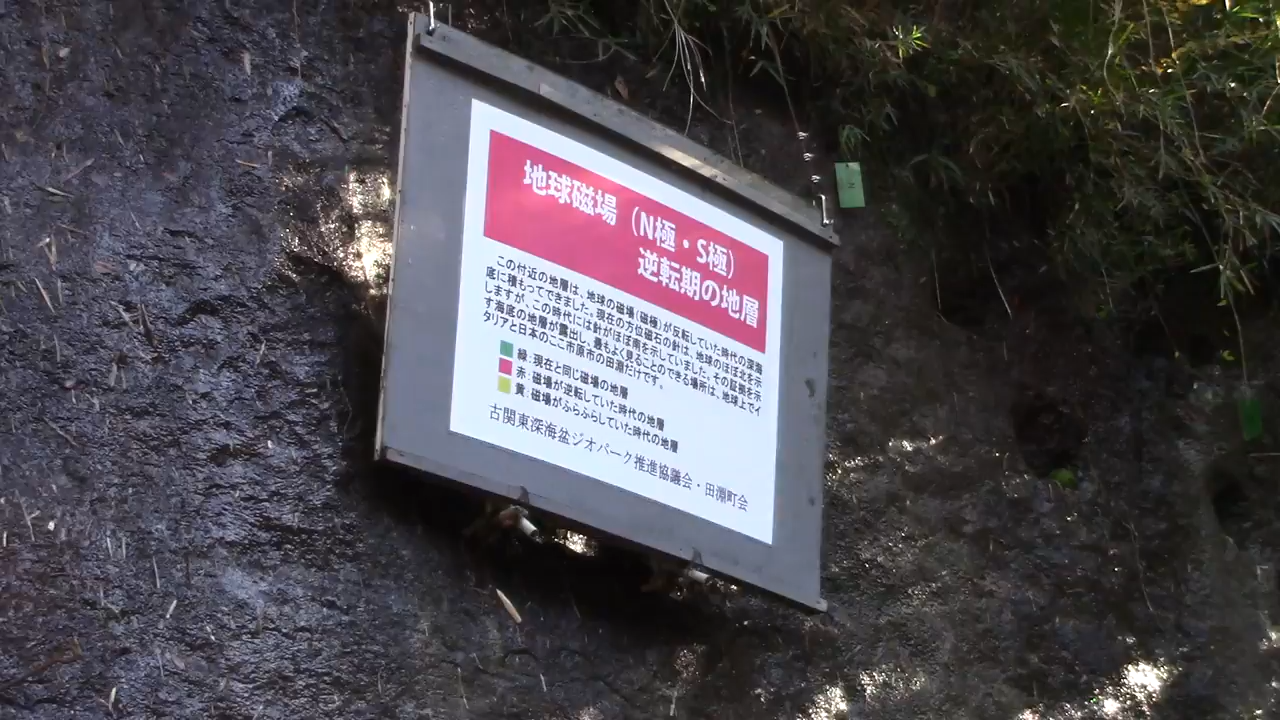 地球磁場（N極・S極）
逆転期の地層
この付近の地層は、地球の磁場（磁極）が反転していた時代の深海
底に積もってできました。現在の方位磁石の針は、地球のほぼ北を示
しますが、この時代には針がほぼ南を示していました。その証拠を示
す海底の地層が露出し、最もよく見ることのできる場所は、地球上でイ
タリアと日本のここ市原市の田淵だけです。
緑：現在と同じ磁場の地層
赤：磁場が逆転していた時代の地層
黄：磁場がふらふらしていた時代の地層
古関東深海盆ジオパーク推進協議会・田淵町会